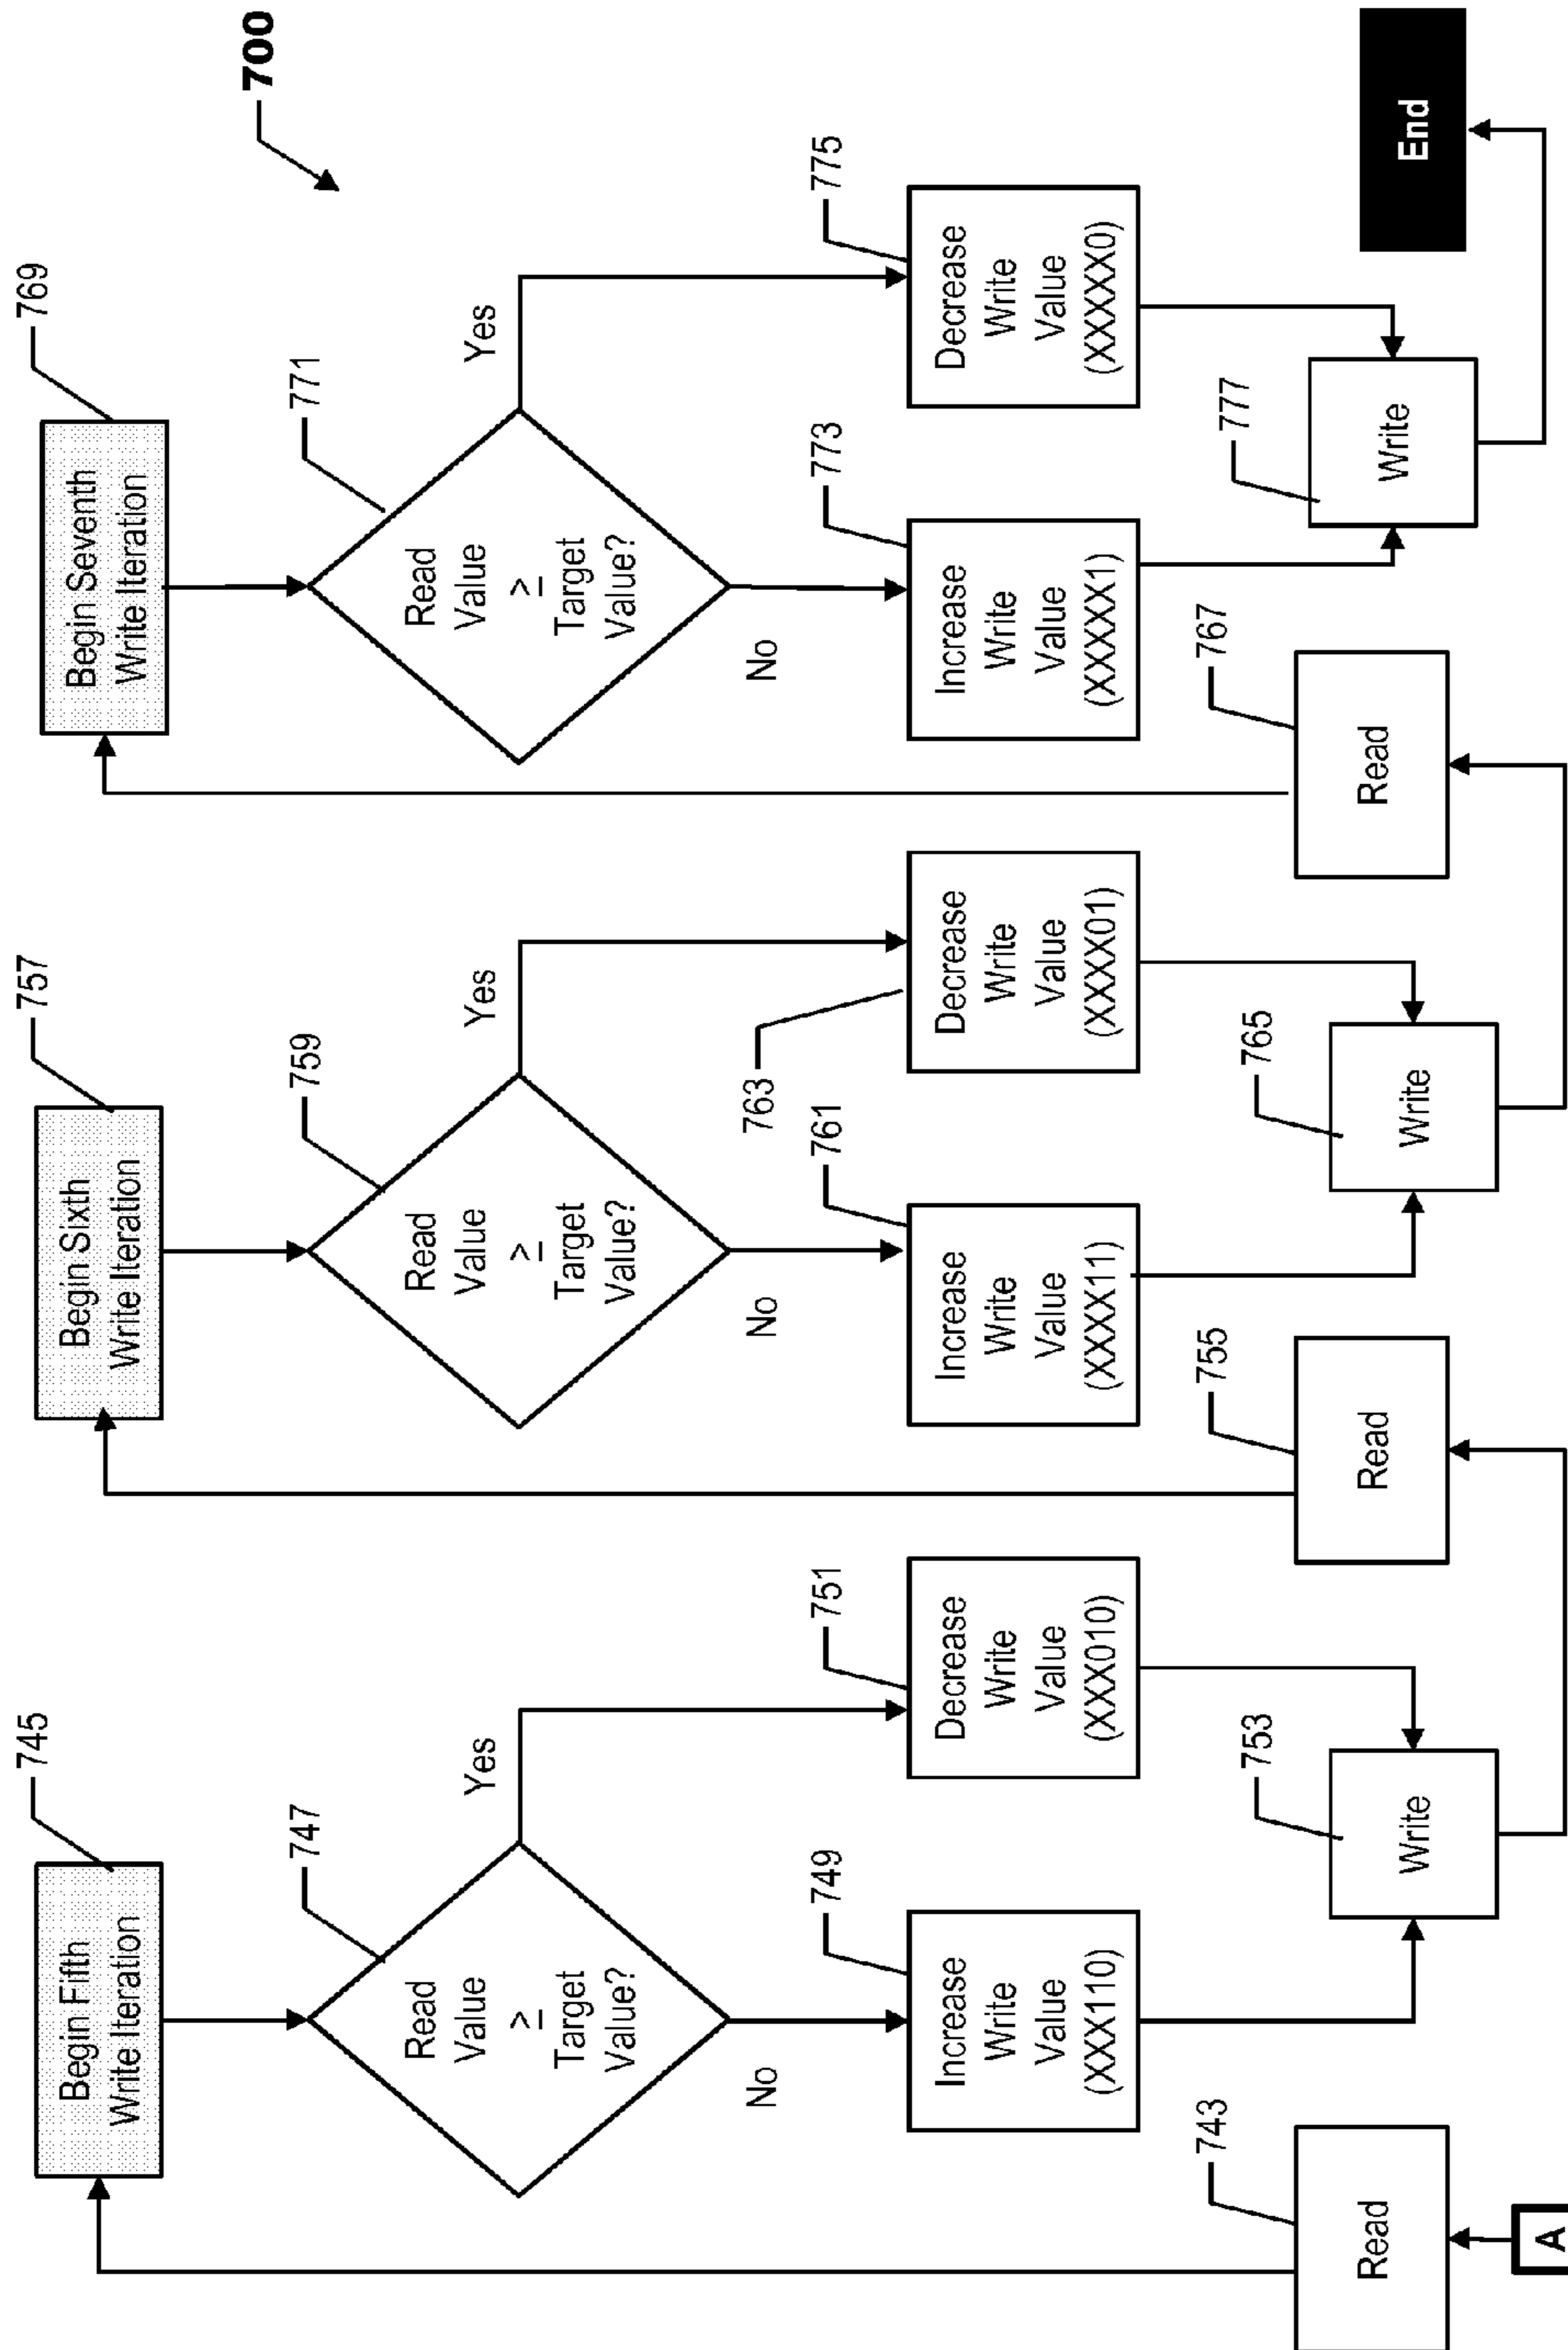 700
A
Read
743
Begin Fifth
Write Iteration
745
Read
Value
>=
Target
Value?
747
No
Yes
Increase
Write
Value
(XXX110)
749
Decrease
Write
Value
(XXX010)
751
Write
753
Read
755
Begin Sixth
Write Iteration
757
Read
Value
>=
Target
Value?
759
No
Yes
Increase
Write
Value
(XXXX11)
761
Decrease
Write
Value
(XXXX01)
763
Write
765
Read
767
Begin Seventh
Write Iteration
769
Read
Value
>=
Target
Value?
771
No
Yes
Increase
Write
Value
(XXXXX1)
773
Decrease
Write
Value
(XXXXX0)
775
Write
777
End